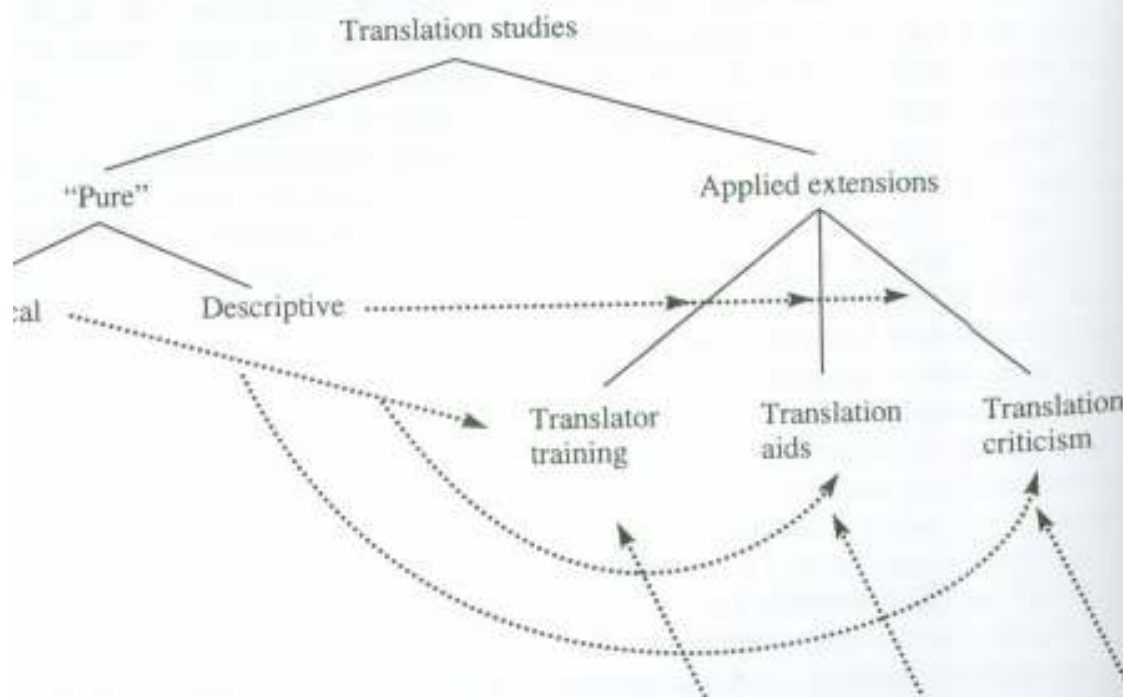 Translation studies
"Pure"
Applied extensions
cal
Descriptive
Translator
training
Translation
aids
Translation
criticism